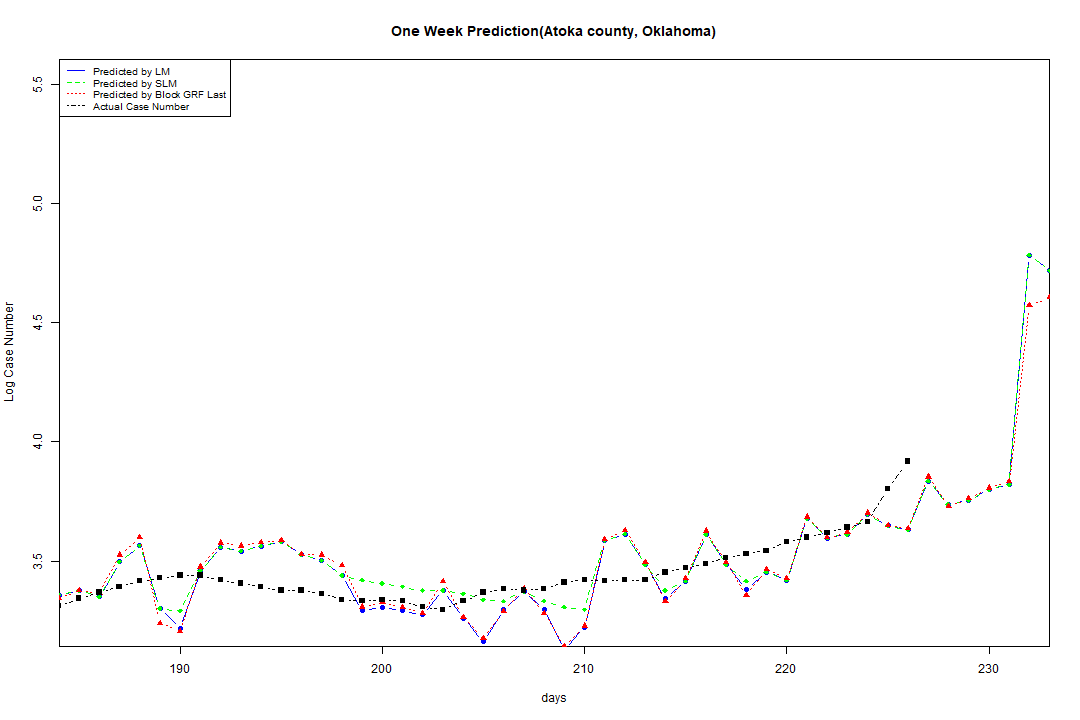 One Week Prediction(Atoka county, Oklahoma)
Predicted by LM
Predicted by SLM
Predicted by Block GRF Last
Actual Case Number
5.5
5.0
4.5
4.0
3.5
Log Case Number
190 200 210 220 230
days